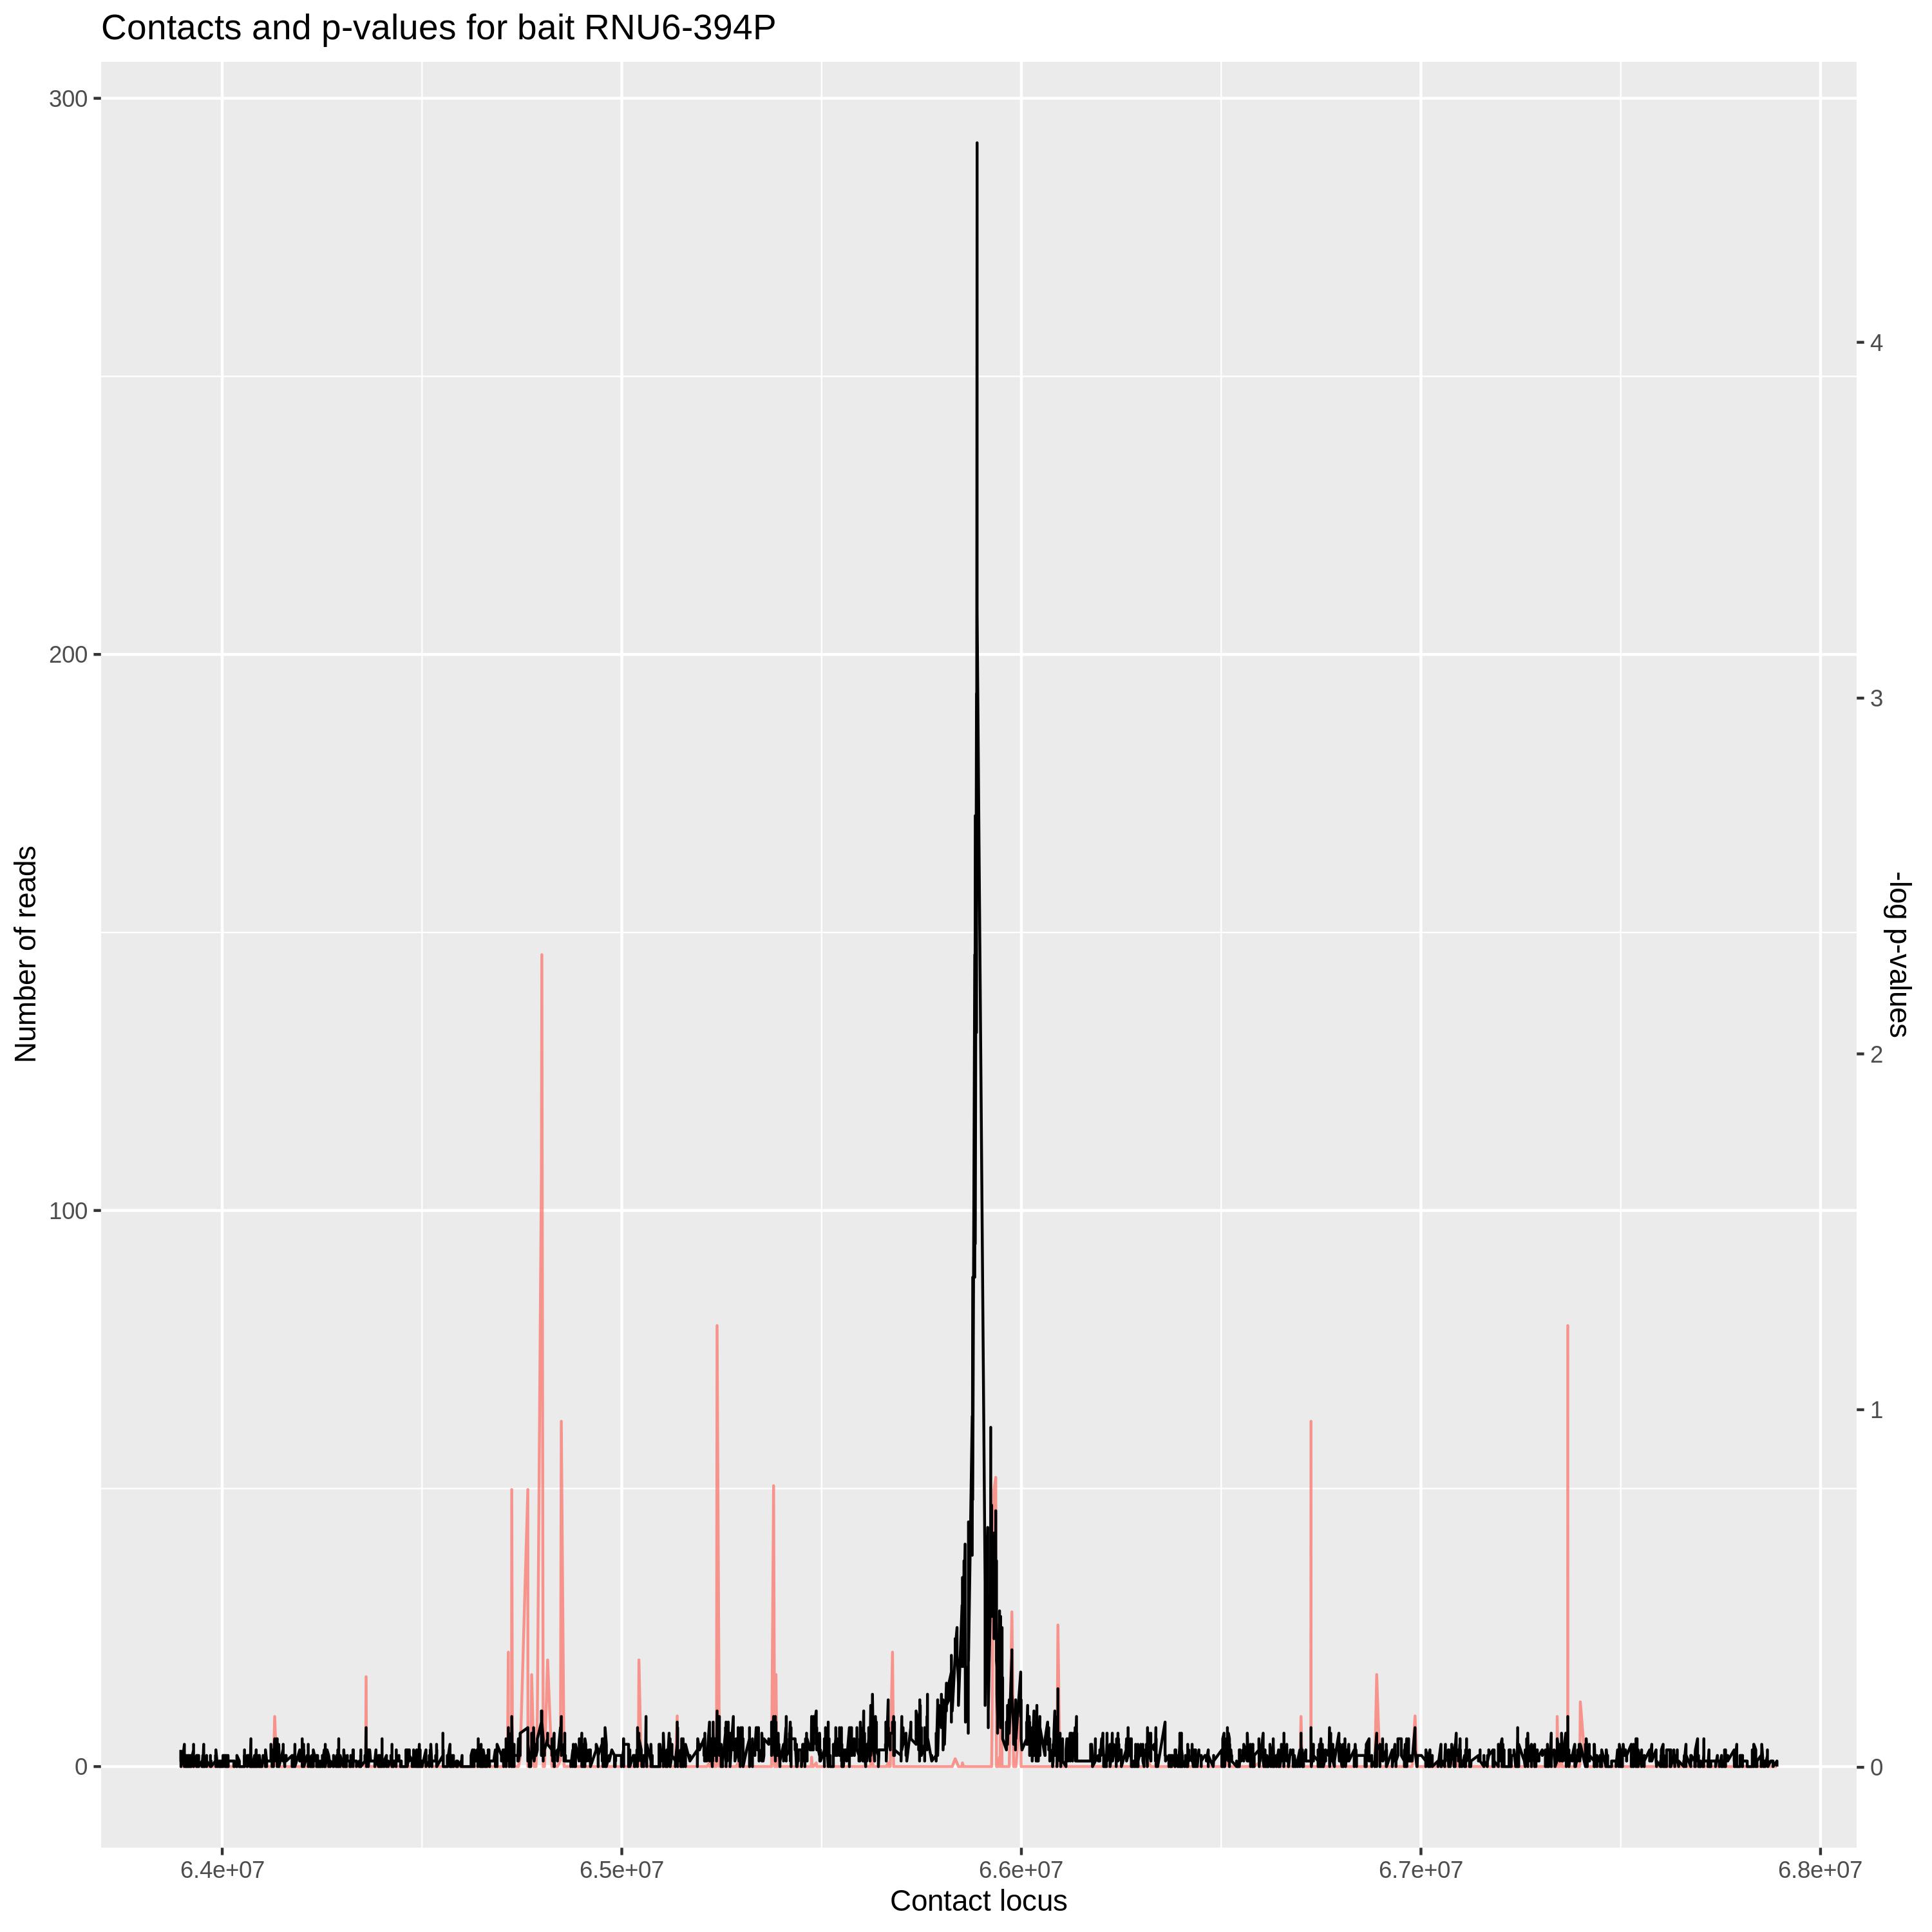 Contacts and p-values for bait RNU6-394P
300
200
100
0
Number of reads
4
3
2
1
0
-log p-values
6.4e+07 6.5e+07 6.6e+07 6.7e+07 6.8e+07
Contact locus